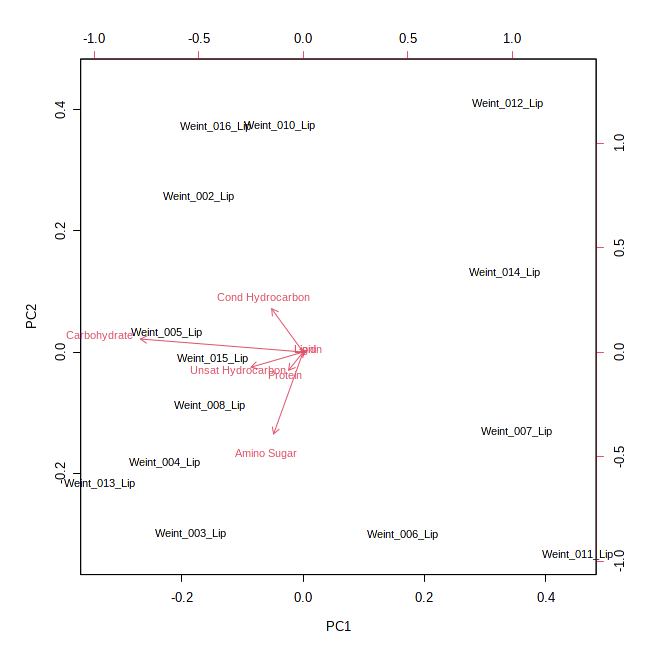 -1.0 -0.5 0.0 0.5 1.0
Weint_012_Lip
0.4
Weint_016_Lip Weint_010_Lip
1.0
Weint_002_Lip
0.2
0.5
Weint_014_Lip
Cond Hydrocarbon
PC2
Carbohydrate Weint_005_Lip
0.0 0.0
Weint_015_Lip
Unsat Hydrocarbon
Protein
Weint_008_Lip
Weint_007_Lip
Amino Sugar
-0.5
Weint_004_Lip
-0.2
Weint_013_Lip
Weint_003_Lip Weint_006_Lip
Weint_011_Lip
-1.0
-0.2 0.0 0.2 0.4
PC1